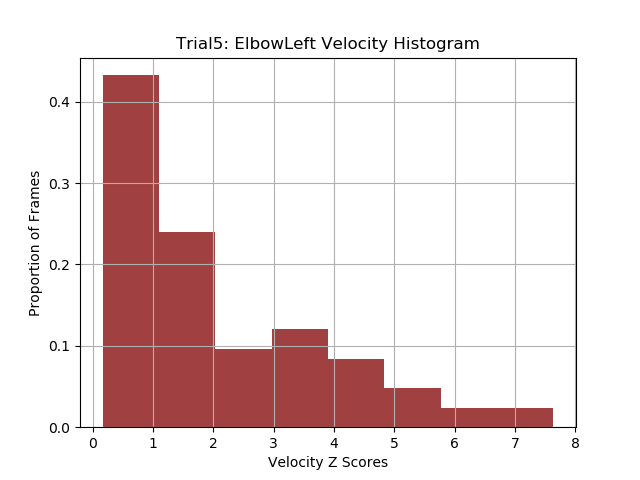 Trial5: ElbowLeft Velocity Histogram
Proportion of Frames
0.4
0.3
0.2
0.1
0.0
0 1 2 3 4 5 6 7 8
Velocity Z Scores